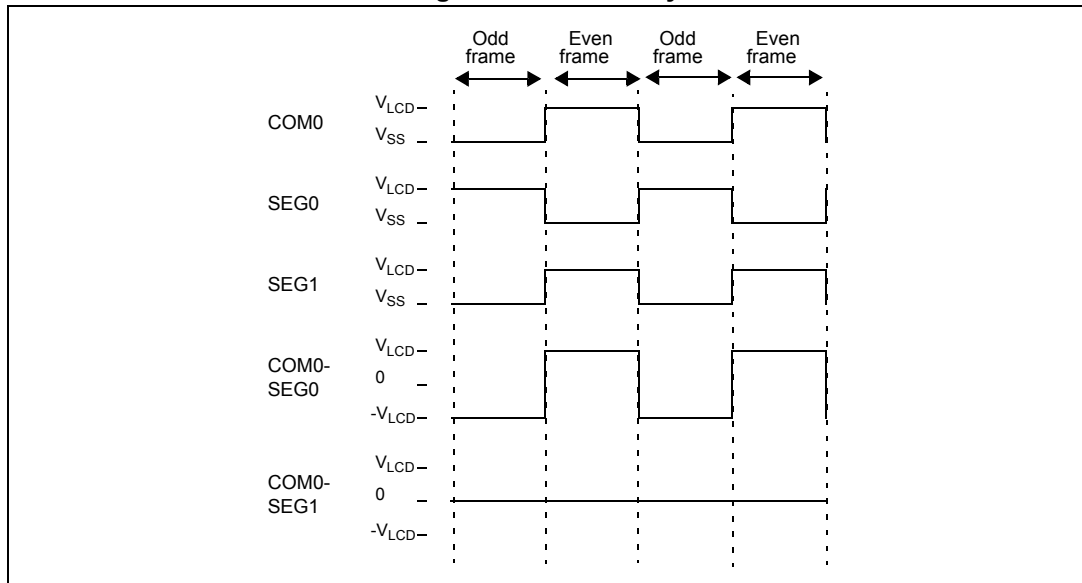 Odd frame
Even frame
Odd frame
Even frame
COM0
VLCD
VSS
SEG0
VLCD
VSS
SEG1
VLCD
VSS
COM0-
SEG0
VLCD
0
-VLCD
COM0-
SEG1
VLCD
0
-VLCD